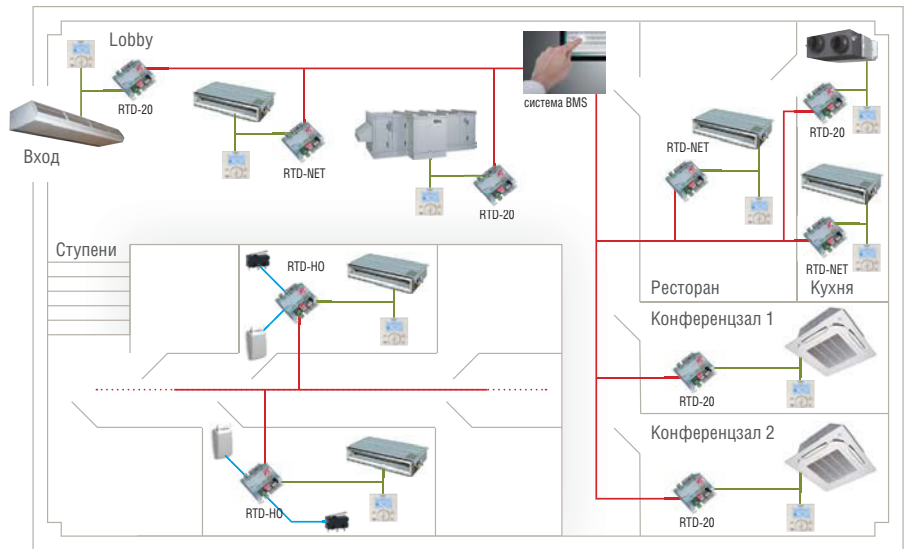 Lobby
RTD-20
Вход
RTD-NET
RTD-20
система BMS
RTD-20
RTD-NET
RTD-NET
Ресторан
Кухня
Ступени
RTD-HO
Конференцзал 1
RTD-20
Конференцзал 2
RTD-20
RTD-HO